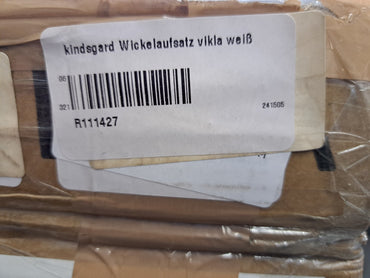 kindsgard Wickelaufsatz vikla weiß
06
321
241505
R111427